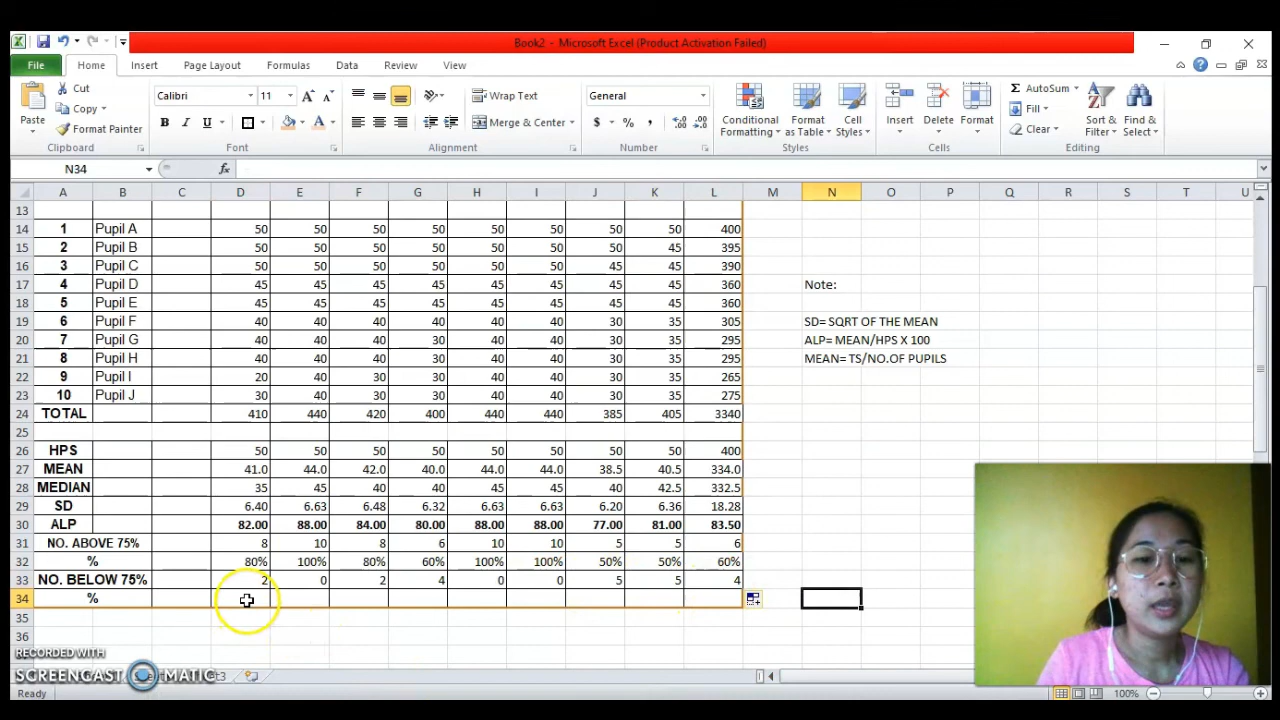 Book2 - Microsoft Excel (Product Activation Failed)
File Home Insert Page Layout Formulas Data Review View
Paste
Cut
Copy
Format Painter
Clipboard
Calibri 11
B I U
Font
Wrap Text
Merge & Center
Alignment
General
$ % ,
Number
Conditional Formatting
Format as Table
Cell Styles
Styles
Insert Delete Format
Cells
Σ AutoSum
Fill
Clear
Sort & Filter
Find & Select
Editing
N34 fx
A B C D E F G H I J K L M N O P Q R S T U
13
14 1 Pupil A 50 50 50 50 50 50 50 50 400
15 2 Pupil B 50 50 50 50 50 50 50 45 395
16 3 Pupil C 50 50 50 50 50 50 45 45 390
17 4 Pupil D 45 45 45 45 45 45 45 45 360 Note:
18 5 Pupil E 45 45 45 45 45 45 45 45 360
19 6 Pupil F 40 40 40 40 40 40 30 35 305 SD= SQRT OF THE MEAN
20 7 Pupil G 40 40 40 30 40 40 30 35 295 ALP= MEAN/HPS X 100
21 8 Pupil H 40 40 40 30 40 40 30 35 295 MEAN= TS/NO.OF PUPILS
22 9 Pupil I 20 40 30 30 40 40 30 35 265
23 10 Pupil J 30 40 30 30 40 40 30 35 275
24 TOTAL 410 440 420 400 440 440 385 405 3340
25
26 HPS 50 50 50 50 50 50 50 50 400
27 MEAN 41.0 44.0 42.0 40.0 44.0 44.0 38.5 40.5 334.0
28 MEDIAN 35 45 40 40 45 45 40 42.5 332.5
29 SD 6.40 6.63 6.48 6.32 6.63 6.63 6.20 6.36 18.28
30 ALP 82.00 88.00 84.00 80.00 88.00 88.00 77.00 81.00 83.50
31 NO. ABOVE 75% 8 10 8 6 10 10 5 5 6
32 % 80% 100% 80% 60% 100% 100% 50% 50% 60%
33 NO. BELOW 75% 2 0 2 4 0 0 5 5 4
34 %
35
36
RECORDED WITH
SCREENCAST MATIC
Ready 100%